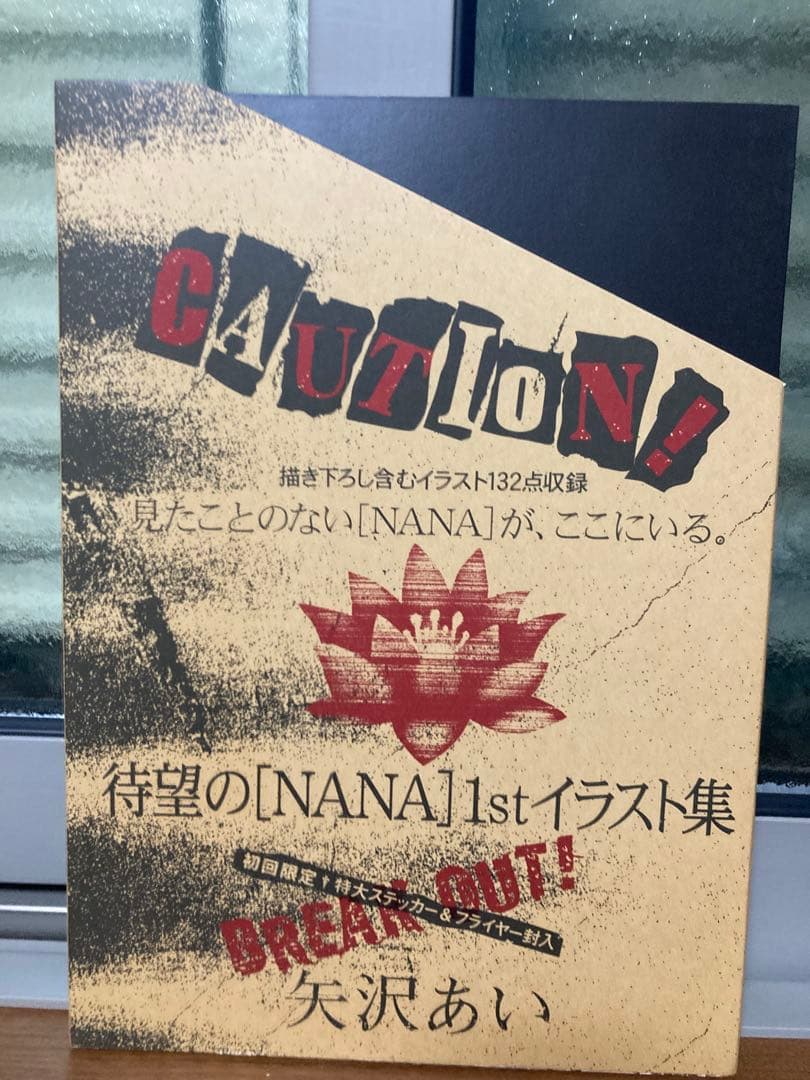 CAUTION!
描き下ろし含むイラスト132点収録
見たことのない[NANA]が、ここにいる。
待望の[NANA]1stイラスト集
BREAK OUT!
初回限定!特大ステッカー&フライヤー封入
矢沢あい